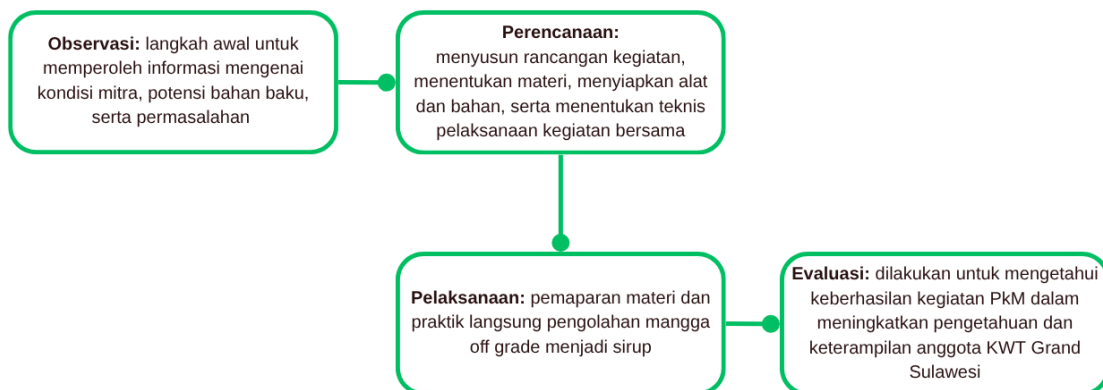 Observasi: langkah awal untuk
memperoleh informasi mengenai
kondisi mitra, potensi bahan baku,
serta permasalahan
Perencanaan:
menyusun rancangan kegiatan,
menentukan materi, menyiapkan alat
dan bahan, serta menentukan teknis
pelaksanaan kegiatan bersama
Pelaksanaan: pemaparan materi dan
praktik langsung pengolahan mangga
off grade menjadi sirup
Evaluasi: dilakukan untuk mengetahui
keberhasilan kegiatan PkM dalam
meningkatkan pengetahuan dan
keterampilan anggota KWT Grand
Sulawesi